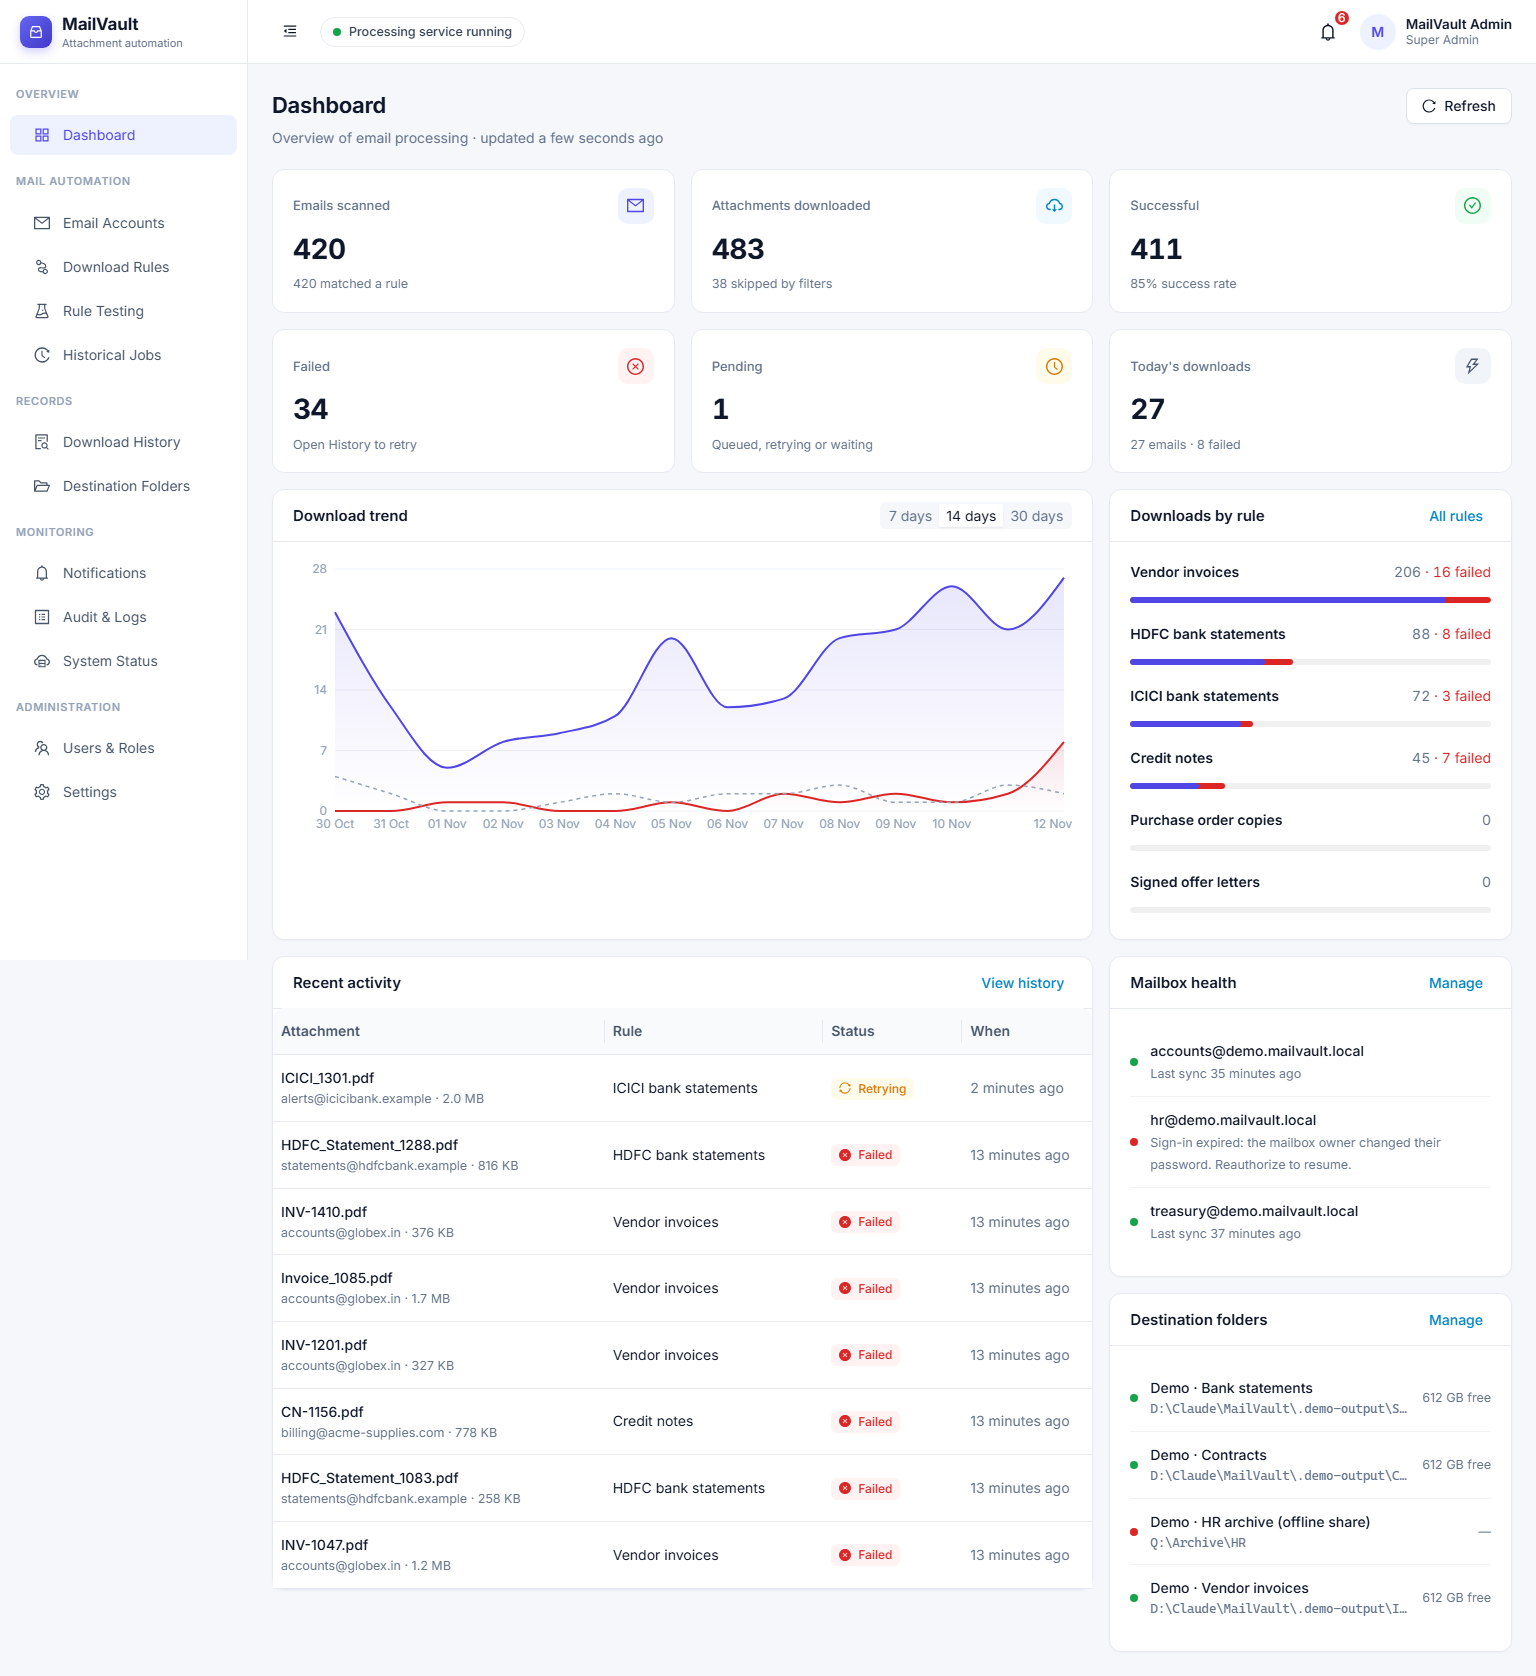 MailVault
Attachment automation
Processing service running
6
M
MailVault Admin
Super Admin
OVERVIEW
Dashboard
MAIL AUTOMATION
Email Accounts
Download Rules
Rule Testing
Historical Jobs
RECORDS
Download History
Destination Folders
MONITORING
Notifications
Audit & Logs
System Status
ADMINISTRATION
Users & Roles
Settings
Dashboard
Overview of email processing · updated a few seconds ago
Refresh
Emails scanned
420
420 matched a rule
Attachments downloaded
483
38 skipped by filters
Successful
411
85% success rate
Failed
34
Open History to retry
Pending
1
Queued, retrying or waiting
Today's downloads
27
27 emails · 8 failed
Download trend
7 days 14 days 30 days
28
21
14
7
0
30 Oct 31 Oct 01 Nov 02 Nov 03 Nov 04 Nov 05 Nov 06 Nov 07 Nov 08 Nov 09 Nov 10 Nov 12 Nov
Downloads by rule
All rules
Vendor invoices 206 · 16 failed
HDFC bank statements 88 · 8 failed
ICICI bank statements 72 · 3 failed
Credit notes 45 · 7 failed
Purchase order copies 0
Signed offer letters 0
Recent activity
View history
Attachment Rule Status When
ICICI_1301.pdf
alerts@icicibank.example · 2.0 MB
ICICI bank statements Retrying 2 minutes ago
HDFC_Statement_1288.pdf
statements@hdfcbank.example · 816 KB
HDFC bank statements Failed 13 minutes ago
INV-1410.pdf
accounts@globex.in · 376 KB
Vendor invoices Failed 13 minutes ago
Invoice_1085.pdf
accounts@globex.in · 1.7 MB
Vendor invoices Failed 13 minutes ago
INV-1201.pdf
accounts@globex.in · 327 KB
Vendor invoices Failed 13 minutes ago
CN-1156.pdf
billing@acme-supplies.com · 778 KB
Credit notes Failed 13 minutes ago
HDFC_Statement_1083.pdf
statements@hdfcbank.example · 258 KB
HDFC bank statements Failed 13 minutes ago
INV-1047.pdf
accounts@globex.in · 1.2 MB
Vendor invoices Failed 13 minutes ago
Mailbox health
Manage
accounts@demo.mailvault.local
Last sync 35 minutes ago
hr@demo.mailvault.local
Sign-in expired: the mailbox owner changed their
password. Reauthorize to resume.
treasury@demo.mailvault.local
Last sync 37 minutes ago
Destination folders
Manage
Demo · Bank statements
D:\Claude\MailVault\.demo-output\S…
612 GB free
Demo · Contracts
D:\Claude\MailVault\.demo-output\C…
612 GB free
Demo · HR archive (offline share)
Q:\Archive\HR
—
Demo · Vendor invoices
D:\Claude\MailVault\.demo-output\I…
612 GB free